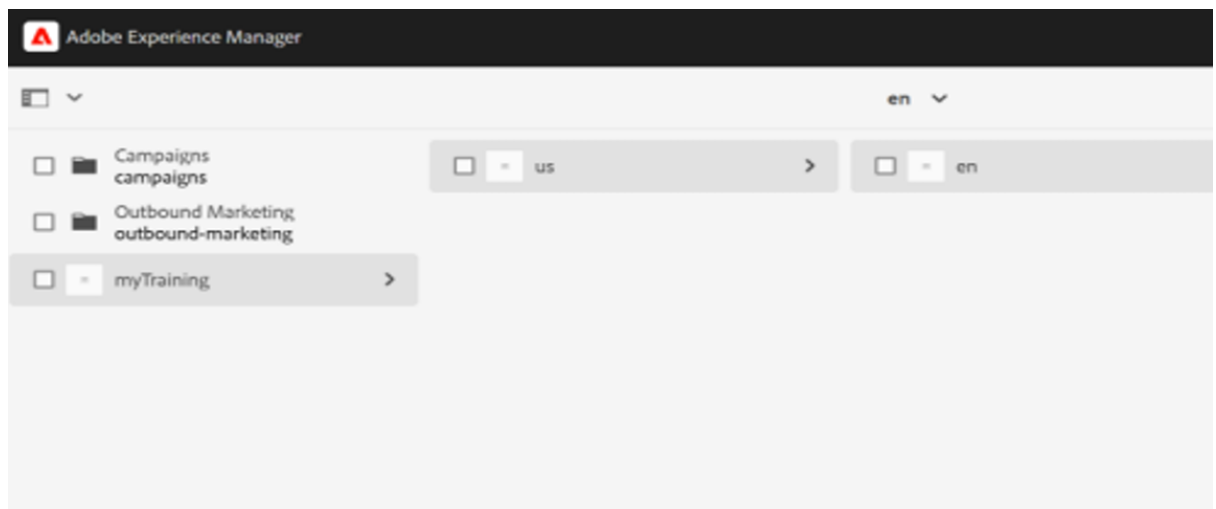 Adobe Experience Manager
en
Campaigns
campaigns
Outbound Marketing
outbound-marketing
myTraining
us
en